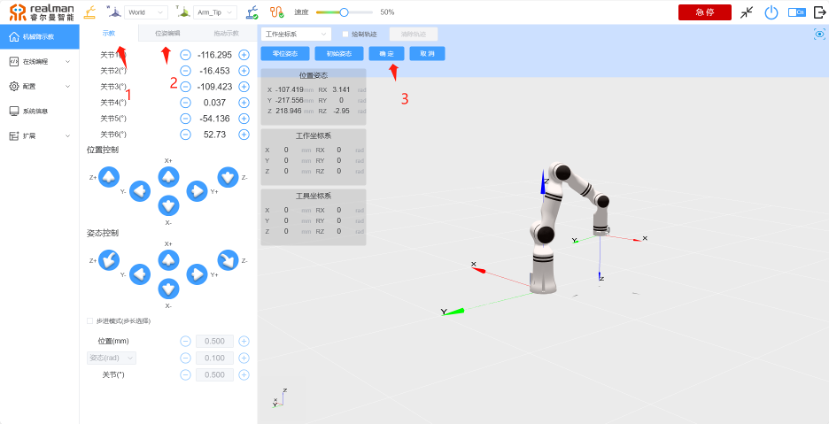 realman
睿尔曼智能
W World
T Arm_Tip
速度 50%
急 停
机械臂示教
在线编程
配置
系统信息
扩展
示教 位姿编辑 拖动示教
关节1(°) -116.295
关节2(°) -16.453
关节3(°) -109.423
关节4(°) 0.037
关节5(°) -54.136
关节6(°) 52.73
1
2
3
位置控制
X+
Z+ Y- Y+ Z-
X-
姿态控制
X+
Z+ Y- Y+ Z-
X-
步进模式(步长选择)
位置(mm) 0.500
姿态(rad) 0.100
关节(°) 0.500
工作坐标系 绘制轨迹 清除轨迹
零位姿态 初始姿态 确 定 取 消
位置姿态
X -107.419 mm RX 3.141 rad
Y -217.556 mm RY 0 rad
Z 218.946 mm RZ -2.95 rad
工作坐标系
X 0 mm RX 0 rad
Y 0 mm RY 0 rad
Z 0 mm RZ 0 rad
工具坐标系
X 0 mm RX 0 rad
Y 0 mm RY 0 rad
Z 0 mm RZ 0 rad
Z
Y X
X Z
Y
Z
X